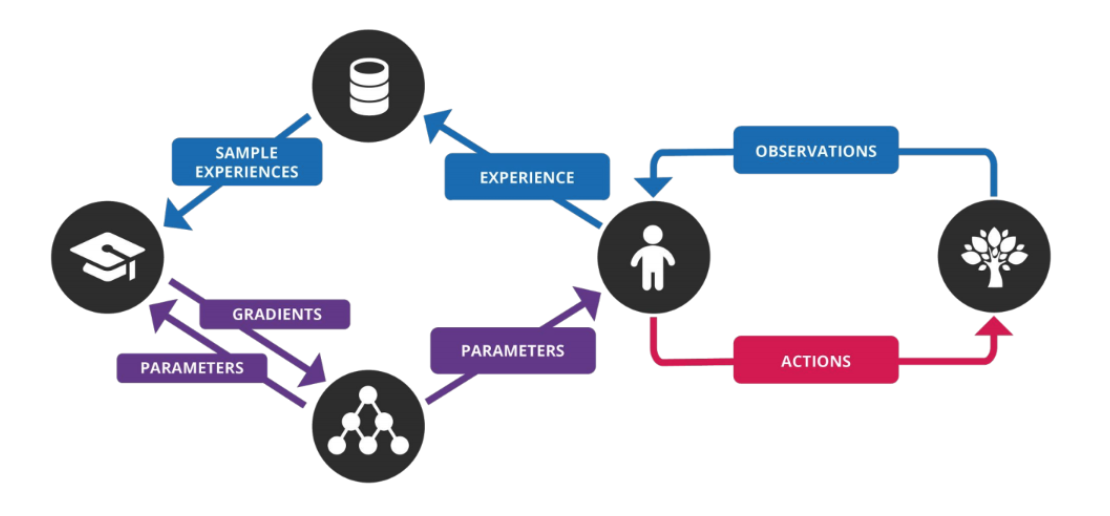 SAMPLE
EXPERIENCES
EXPERIENCE
OBSERVATIONS
GRADIENTS
PARAMETERS
PARAMETERS
ACTIONS